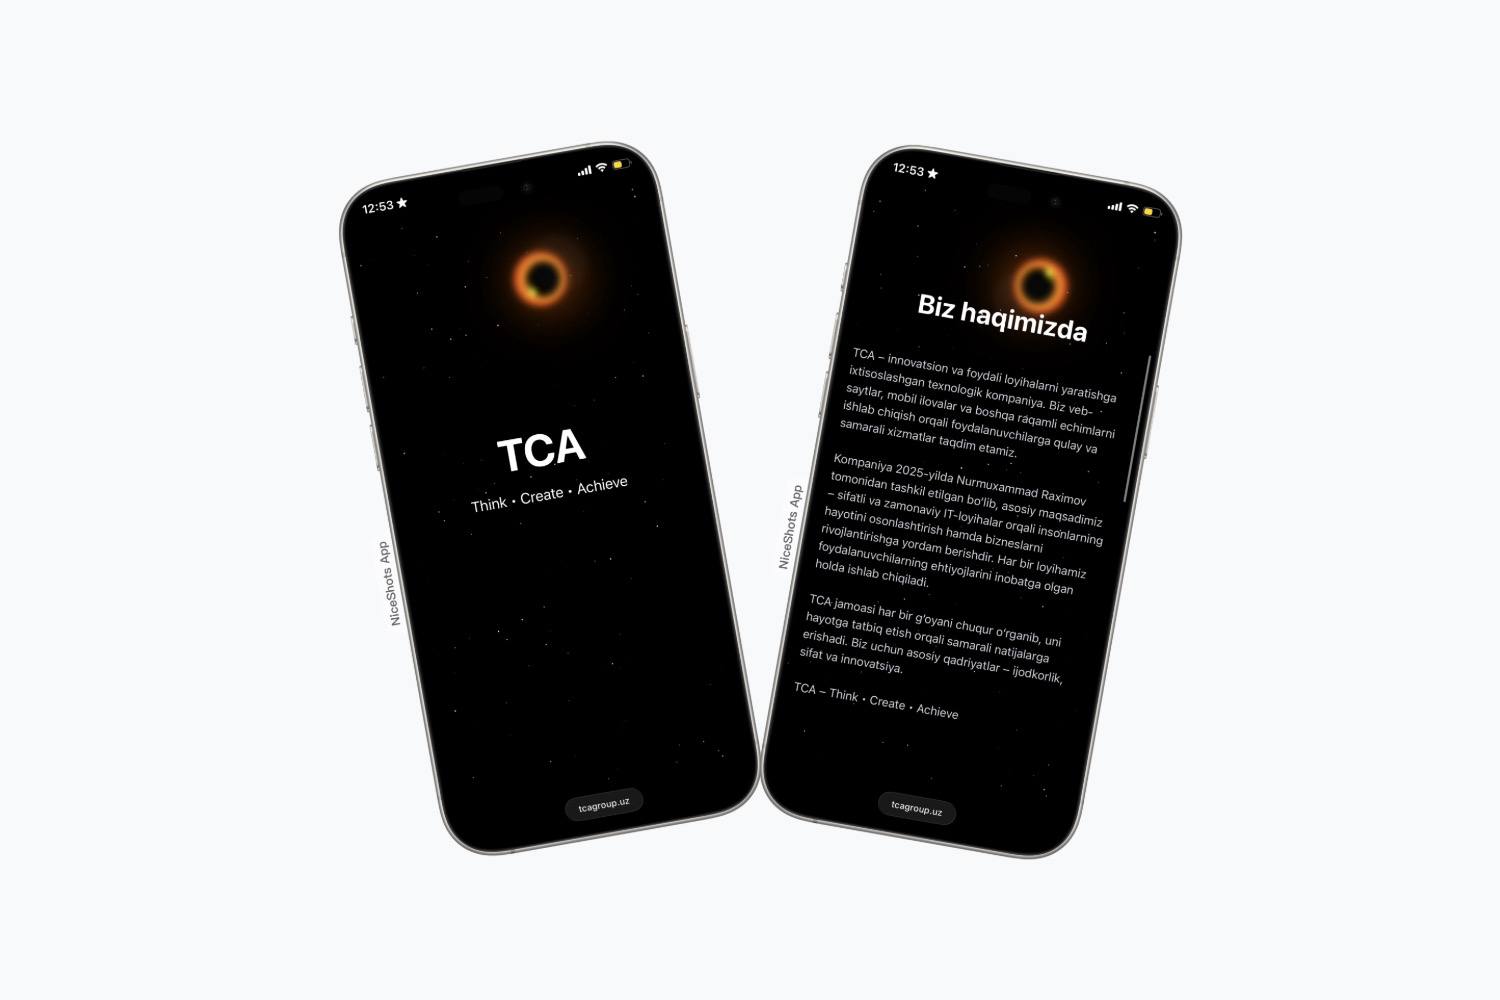 12:53
TCA
Think • Create • Achieve
tcagroup.uz
NiceShots App
12:53
Biz haqimizda
TCA – innovatsion va foydali loyihalarni yaratishga
ixtisoslashgan texnologik kompaniya. Biz veb-
saytlar, mobil ilovalar va boshqa raqamli echimlarni
ishlab chiqish orqali foydalanuvchilarga qulay va
samarali xizmatlar taqdim etamiz.
Kompaniya 2025-yilda Nurmuxammad Raximov
tomonidan tashkil etilgan bo‘lib, asosiy maqsadimiz
– sifatli va zamonaviy IT-loyihalar orqali insonlarning
hayotini osonlashtirish hamda bizneslarni
rivojlantirishga yordam berishdir. Har bir loyihamiz
foydalanuvchilarning ehtiyojlarini inobatga olgan
holda ishlab chiqiladi.
TCA jamoasi har bir g‘oyani chuqur o‘rganib, uni
hayotga tatbiq etish orqali samarali natijalarga
erishadi. Biz uchun asosiy qadriyatlar – ijodkorlik,
sifat va innovatsiya.
TCA – Think • Create • Achieve
tcagroup.uz
NiceShots App